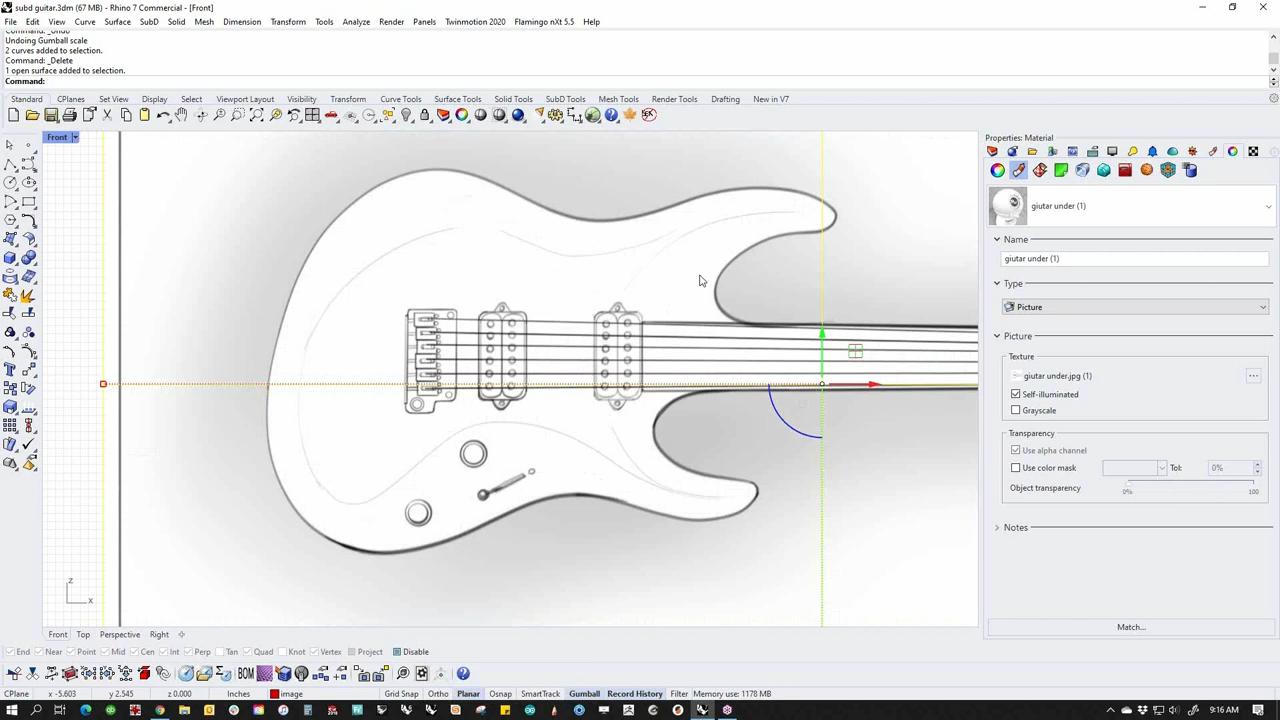 subd guitar.3dm (67 MB) - Rhino 7 Commercial - [Front]
File Edit View Curve Surface SubD Solid Mesh Dimension Transform Tools Analyze Render Panels Twinmotion 2020 Flamingo nXt 5.5 Help
Command: _Undo
Undoing Gumball scale
2 curves added to selection.
Command: _Delete
1 open surface added to selection.
Command:
Standard CPlanes Set View Display Select Viewport Layout Visibility Transform Curve Tools Surface Tools Solid Tools SubD Tools Mesh Tools Render Tools Drafting New in V7
Front
Properties: Material
giutar under (1)
Name
giutar under (1)
Type
Picture
Picture
Texture
giutar under.jpg (1)
Self-illuminated
Grayscale
Transparency
Use alpha channel
Use color mask Tol: 0%
Object transparency
0% 100
Notes
Match...
z
x
Front Top Perspective Right
End Near Point Mid Cen Int Perp Tan Quad Knot Vertex Project Disable
BOM
CPlane x -5.603 y 2.545 z 0.000 Inches image Grid Snap Ortho Planar Osnap SmartTrack Gumball Record History Filter Memory use: 1178 MB
9:16 AM